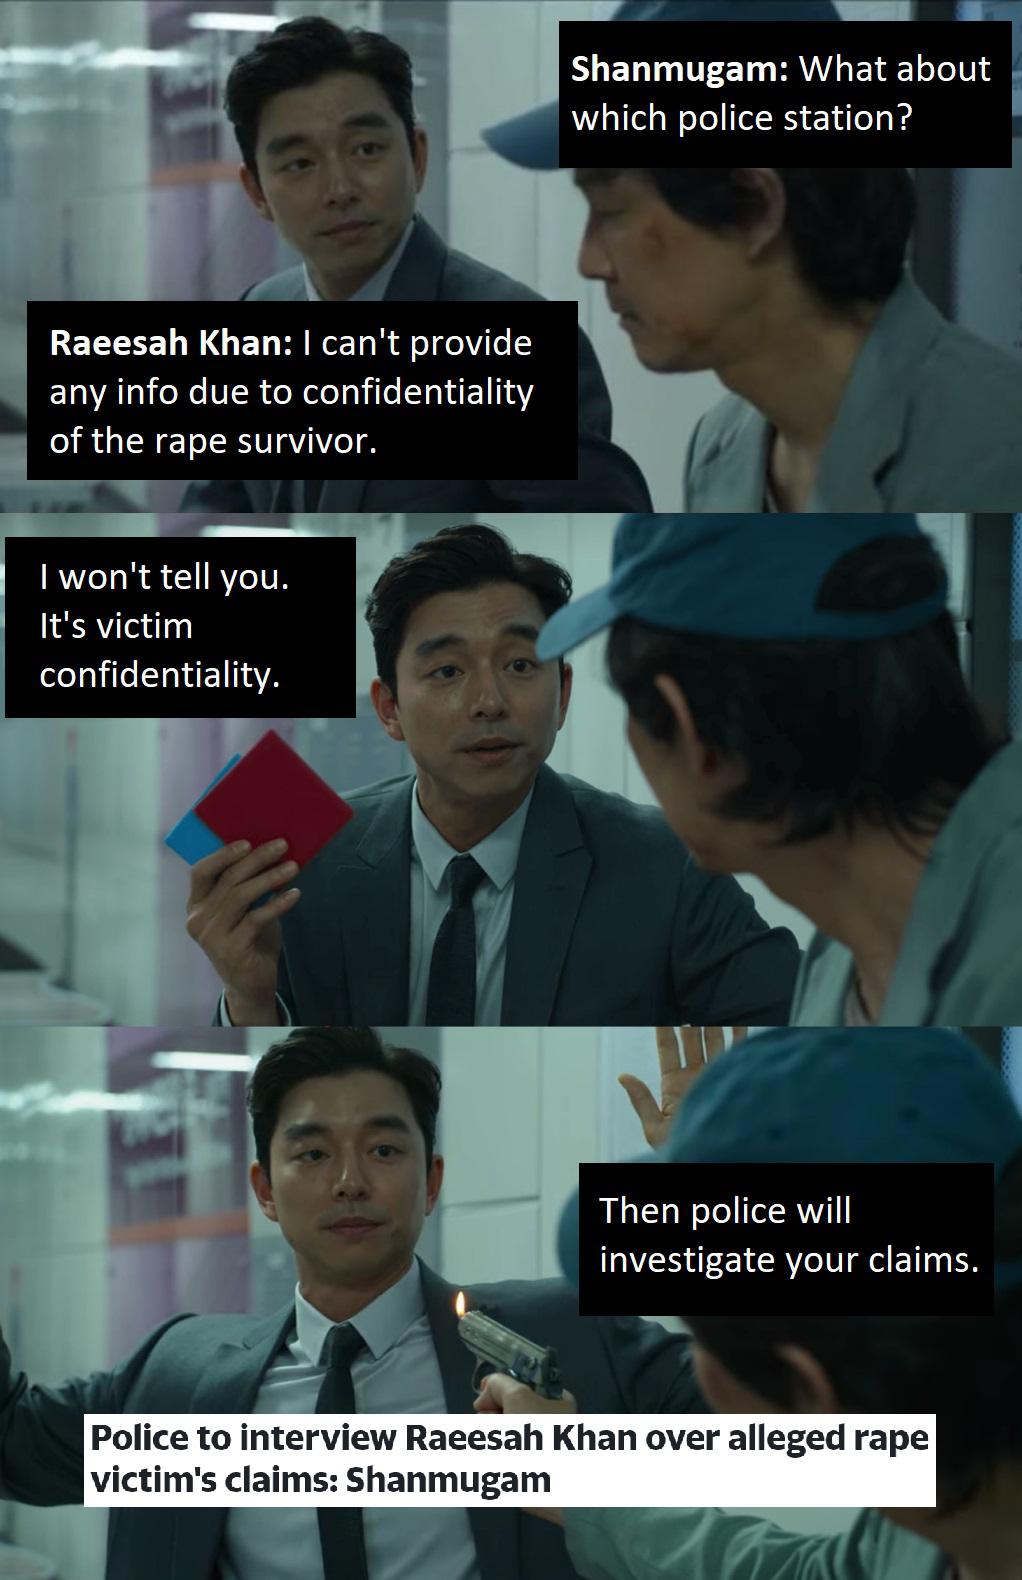 Shanmugam: What about
which police station?
Raeesah Khan: I can't provide
any info due to confidentiality
of the rape survivor.
I won't tell you.
It's victim
confidentiality.
Then police will
investigate your claims.
Police to interview Raeesah Khan over alleged rape
victim's claims: Shanmugam